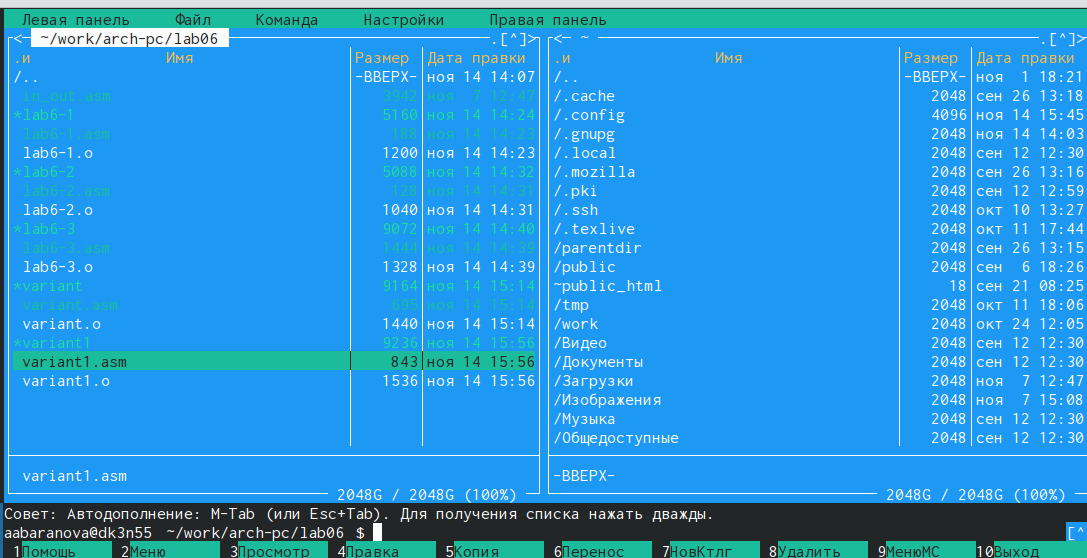 Левая панель Файл Команда Настройки Правая панель
<- ~/work/arch-pc/lab06 .[^]>
.и Имя Размер Дата правки
/.. -ВВЕРХ- ноя 14 14:07
in_out.asm 3942 ноя 7 12:47
*lab6-1 5160 ноя 14 14:24
lab6-1.asm 188 ноя 14 14:23
lab6-1.o 1200 ноя 14 14:23
*lab6-2 5088 ноя 14 14:32
lab6-2.asm 128 ноя 14 14:31
lab6-2.o 1040 ноя 14 14:31
*lab6-3 9072 ноя 14 14:40
lab6-3.asm 1444 ноя 14 14:39
lab6-3.o 1328 ноя 14 14:39
*variant 9164 ноя 14 15:14
variant.asm ноя 14 15:14
variant.o 1440 ноя 14 15:14
*variant1 9236 ноя 14 15:56
variant1.asm 843 ноя 14 15:56
variant1.o 1536 ноя 14 15:56
variant1.asm
2048G / 2048G (100%)
<- ~ .[^]>
.и Имя Размер Дата правки
/.. -ВВЕРХ- ноя 1 18:21
/.cache 2048 сен 26 13:18
/.config 4096 ноя 14 15:45
/.gnupg 2048 ноя 14 14:03
/.local 2048 сен 12 12:30
/.mozilla 2048 сен 26 13:16
/.pki 2048 сен 12 12:59
/.ssh 2048 окт 10 13:27
/.texlive 2048 окт 11 17:44
/parentdir 2048 сен 26 13:15
/public 2048 сен 6 18:26
~public_html 18 сен 21 08:25
/tmp 2048 окт 11 18:06
/work 2048 окт 24 12:05
/Видео 2048 сен 12 12:30
/Документы 2048 сен 12 12:30
/Загрузки 2048 ноя 7 12:47
/Изображения 2048 ноя 7 15:08
/Музыка 2048 сен 12 12:30
/Общедоступные 2048 сен 12 12:30
-ВВЕРХ-
2048G / 2048G (100%)
Совет: Автодополнение: M-Tab (или Esc+Tab). Для получения списка нажать дважды.
aabaranova@dk3n55 ~/work/arch-pc/lab06 $ [^
1Помощь 2Меню 3Просмотр 4Правка 5Копия 6Перенос 7НовКтлг 8Удалить 9МенюМС 10Выход